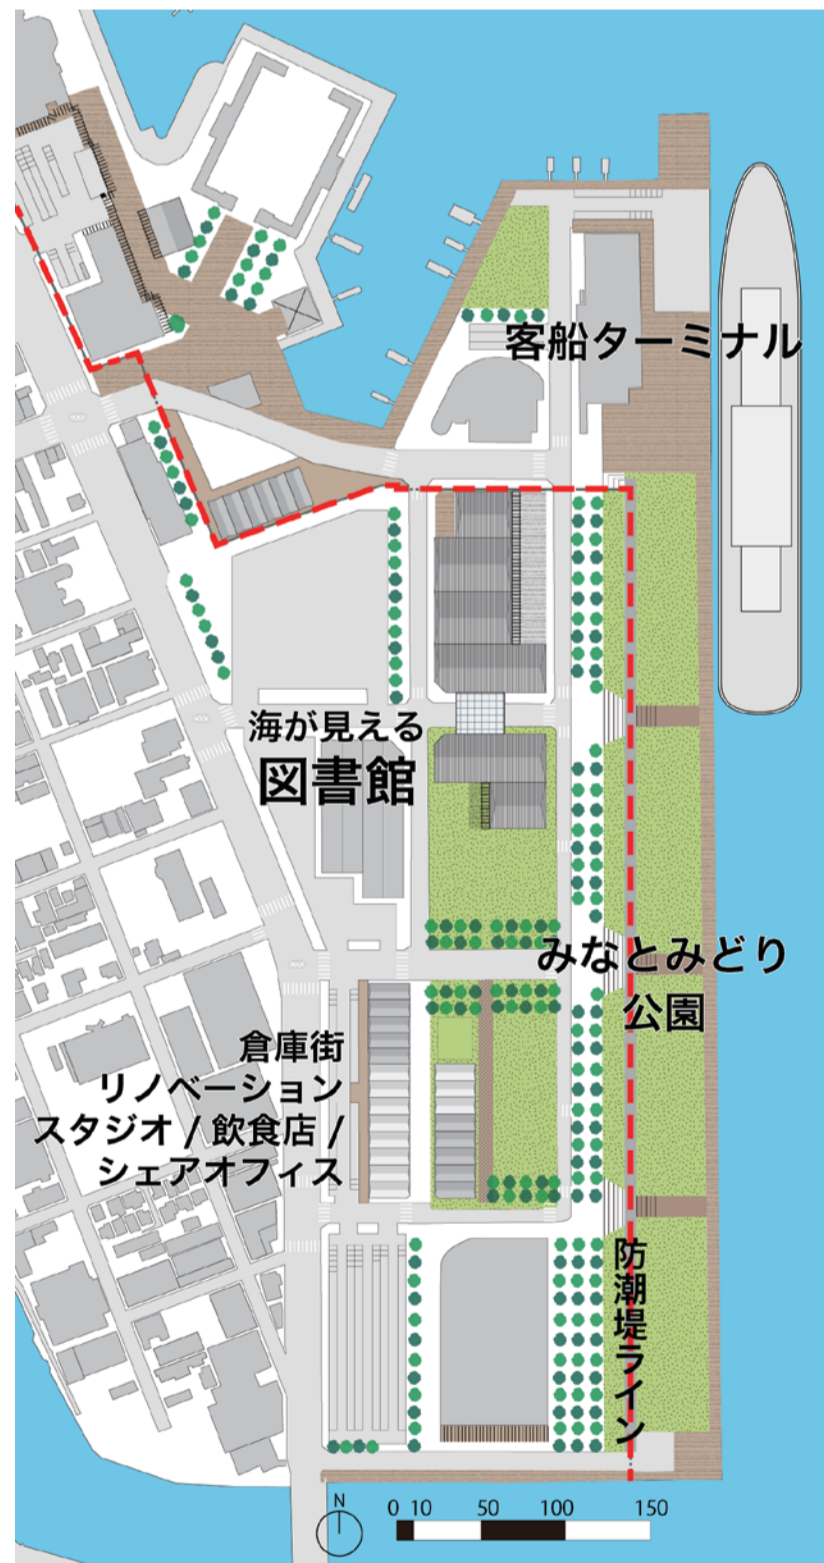 客船ターミナル
海が見える
図書館
みなとみどり
公園
倉庫街
リノベーション
スタジオ / 飲食店 /
シェアオフィス
防潮堤ライン
N
0 10 50 100 150